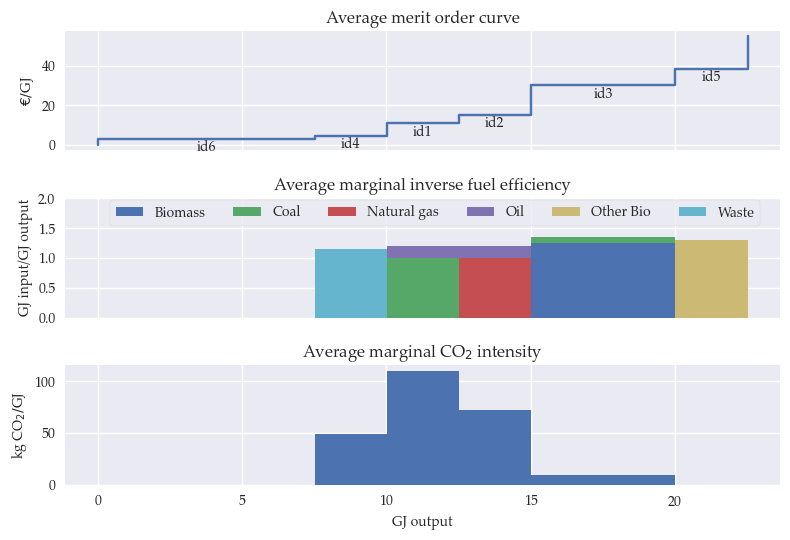 Average merit order curve
€/GJ
40
20
0
id6
id4
id1
id2
id3
id5
Average marginal inverse fuel efficiency
GJ input/GJ output
2.0
1.5
1.0
0.5
0.0
Biomass Coal Natural gas Oil Other Bio Waste
Average marginal CO₂ intensity
kg CO₂/GJ
100
50
0
0 5 10 15 20
GJ output